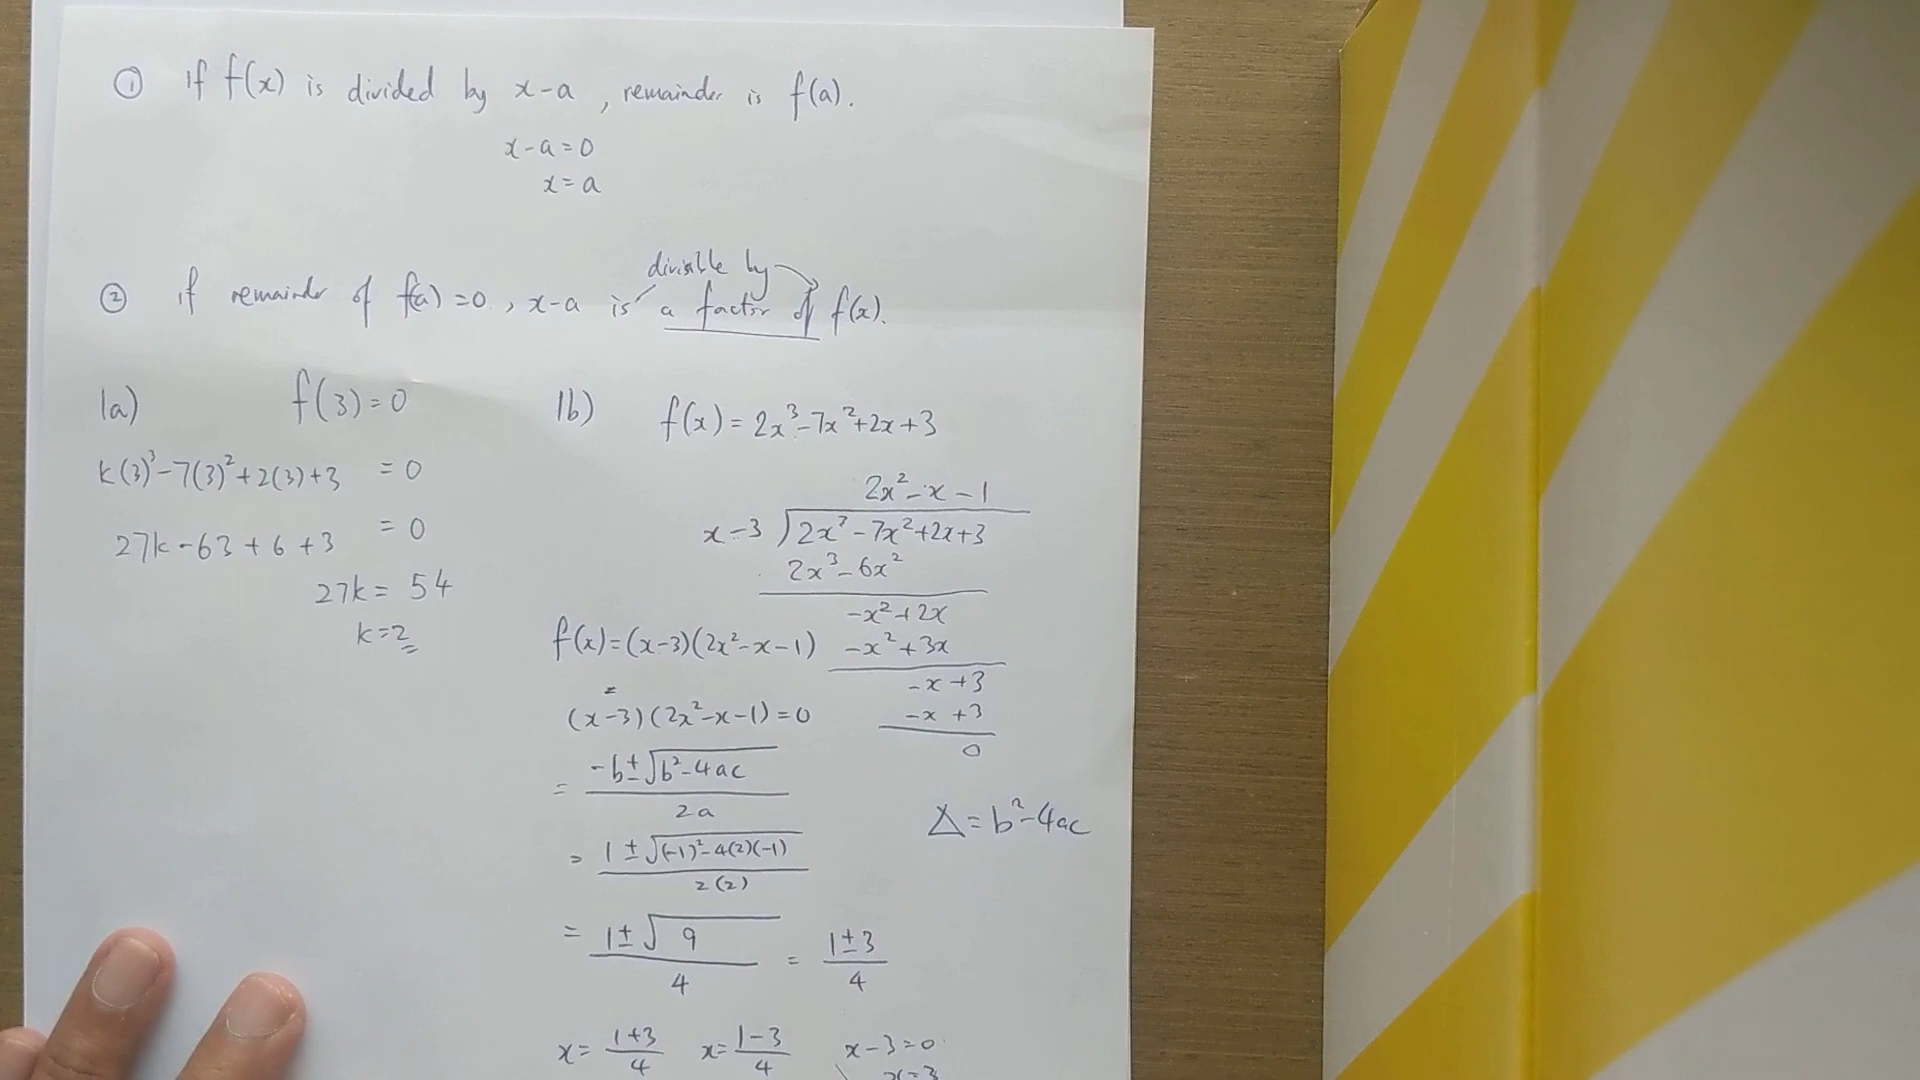 ① If f(x) is divided by x-a, remainder is f(a).
x-a=0
x=a
divisible by
② if remainder of f(a)=0, x-a is a factor of f(x).
1a) f(3)=0
k(3)³-7(3)²+2(3)+3 =0
27k-63+6+3 =0
27k= 54
k=2
1b) f(x)=2x³-7x²+2x+3
2x²-x-1
x-3 )2x³-7x²+2x+3
2x³-6x²
-x²+2x
-x²+3x
-x+3
-x+3
0
f(x)=(x-3)(2x²-x-1)
=
(x-3)(2x²-x-1)=0
= -b±√b²-4ac
2a
Δ=b²-4ac
= 1±√(-1)²-4(2)(-1)
2(2)
= 1±√9 = 1±3
4 4
x= 1+3 x= 1-3 x-3=0
4 4 x=3